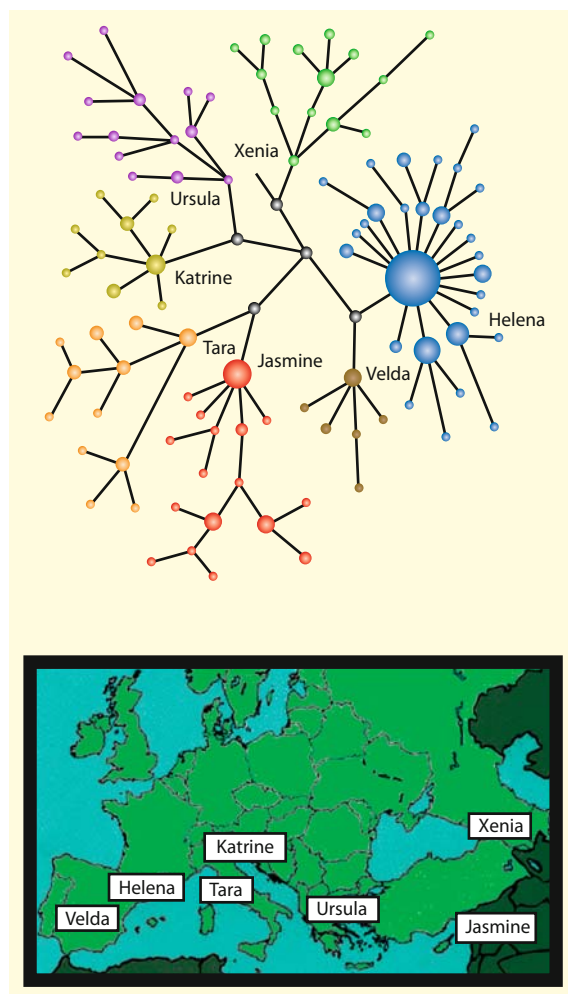 Xenia
Ursula
Katrine
Helena
Tara
Jasmine
Velda
Xenia
Katrine
Helena
Tara
Ursula
Velda
Jasmine